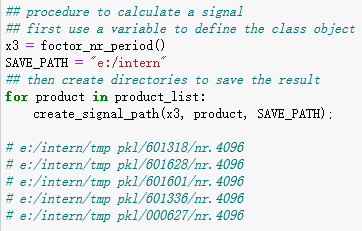 ## procedure to calculate a signal
## first use a variable to define the class object
x3 = foctor_nr_period()
SAVE_PATH = "e:/intern"
## then create directories to save the result
for product in product_list:
    create_signal_path(x3, product, SAVE_PATH);
# e:/intern/tmp pkl/601318/nr.4096
# e:/intern/tmp pkl/601628/nr.4096
# e:/intern/tmp pkl/601601/nr.4096
# e:/intern/tmp pkl/601336/nr.4096
# e:/intern/tmp pkl/000627/nr.4096